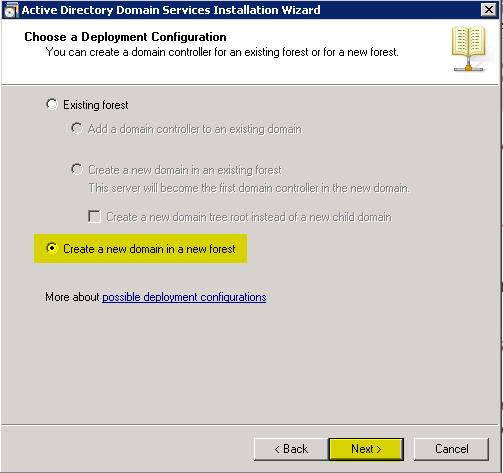 Active Directory Domain Services Installation Wizard
Choose a Deployment Configuration
You can create a domain controller for an existing forest or for a new forest.
Existing forest
Add a domain controller to an existing domain
Create a new domain in an existing forest
This server will become the first domain controller in the new domain.
Create a new domain tree root instead of a new child domain
Create a new domain in a new forest
More about possible deployment configurations
< Back
Next >
Cancel